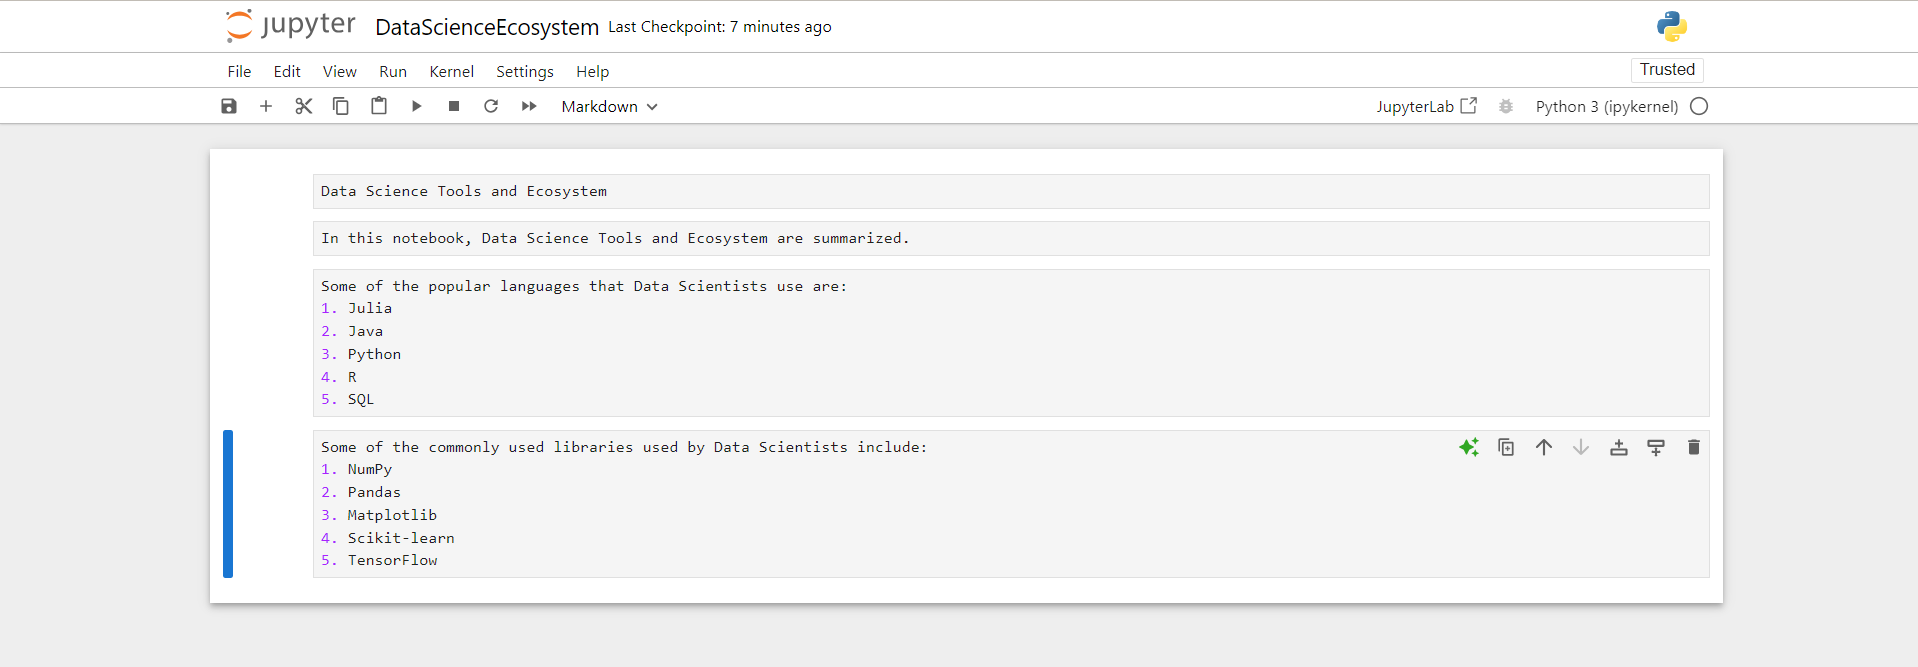 jupyter DataScienceEcosystem Last Checkpoint: 7 minutes ago
File Edit View Run Kernel Settings Help Trusted
Markdown JupyterLab Python 3 (ipykernel)
Data Science Tools and Ecosystem
In this notebook, Data Science Tools and Ecosystem are summarized.
Some of the popular languages that Data Scientists use are:
1. Julia
2. Java
3. Python
4. R
5. SQL
Some of the commonly used libraries used by Data Scientists include:
1. NumPy
2. Pandas
3. Matplotlib
4. Scikit-learn
5. TensorFlow